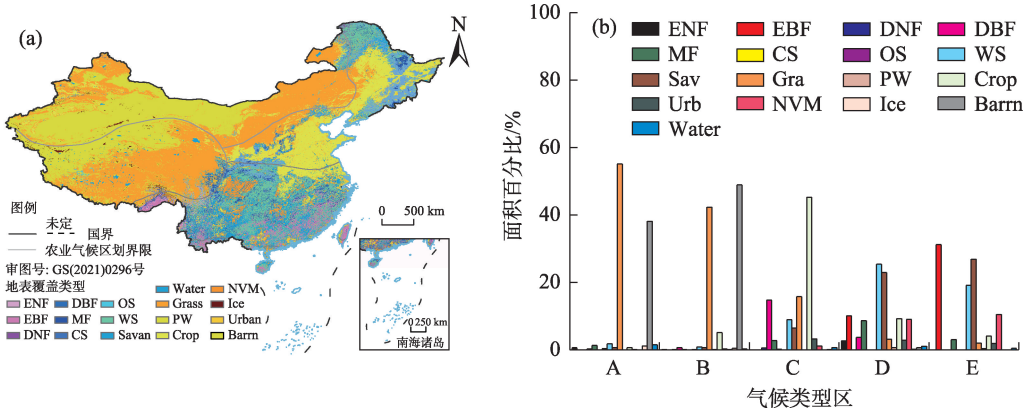 (a)
N
图例
未定
国界
农业气候区划界限
审图号: GS(2021)0296号
地表覆盖类型
Water NVM
ENF DBF OS Grass Ice
EBF MF WS PW Urban
DNF CS Savan Crop Barrn
0 500 km
0 250 km
南海诸岛
(b)
面积百分比/%
100
80
60
40
20
0
ENF EBF DNF DBF
MF CS OS WS
Sav Gra PW Crop
Urb NVM Ice Barrn
Water
A B C D E
气候类型区